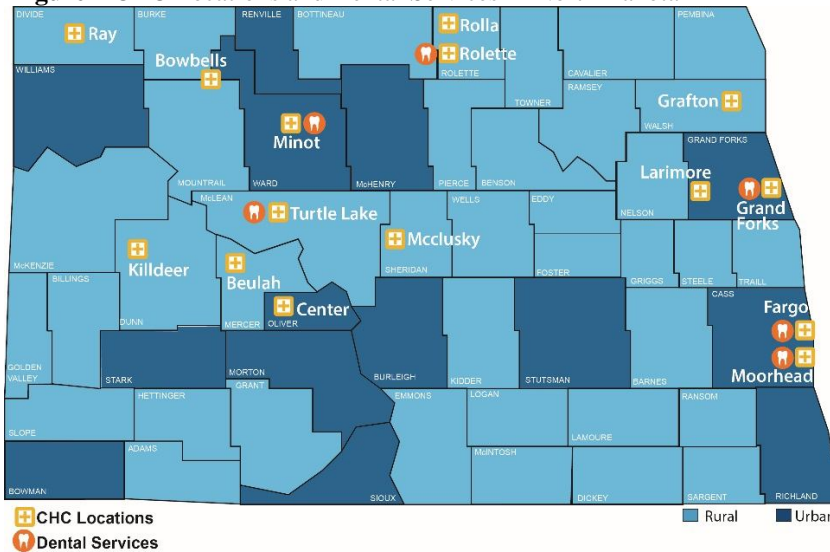 DIVIDE
BURKE
RENVILLE
BOTTINEAU
PEMBINA
Ray
Rolla
Bowbells
Rolette
WILLIAMS
ROLETTE
CAVALIER
TOWNER
RAMSEY
Grafton
WALSH
Minot
GRAND FORKS
Larimore
MOUNTRAIL
WARD
McHENRY
PIERCE
BENSON
McLEAN
WELLS
EDDY
NELSON
Grand
Forks
Turtle Lake
Mcclusky
McKENZIE
BILLINGS
Killdeer
Beulah
SHERIDAN
FOSTER
GRIGGS
STEELE
TRAILL
CASS
Center
Fargo
DUNN
MERCER
OLIVER
GOLDEN
VALLEY
STARK
MORTON
BURLEIGH
KIDDER
STUTSMAN
BARNES
Moorhead
GRANT
HETTINGER
EMMONS
LOGAN
RANSOM
SLOPE
LAMOURE
ADAMS
McINTOSH
BOWMAN
SIOUX
DICKEY
SARGENT
RICHLAND
CHC Locations
Rural
Urba
Dental Services